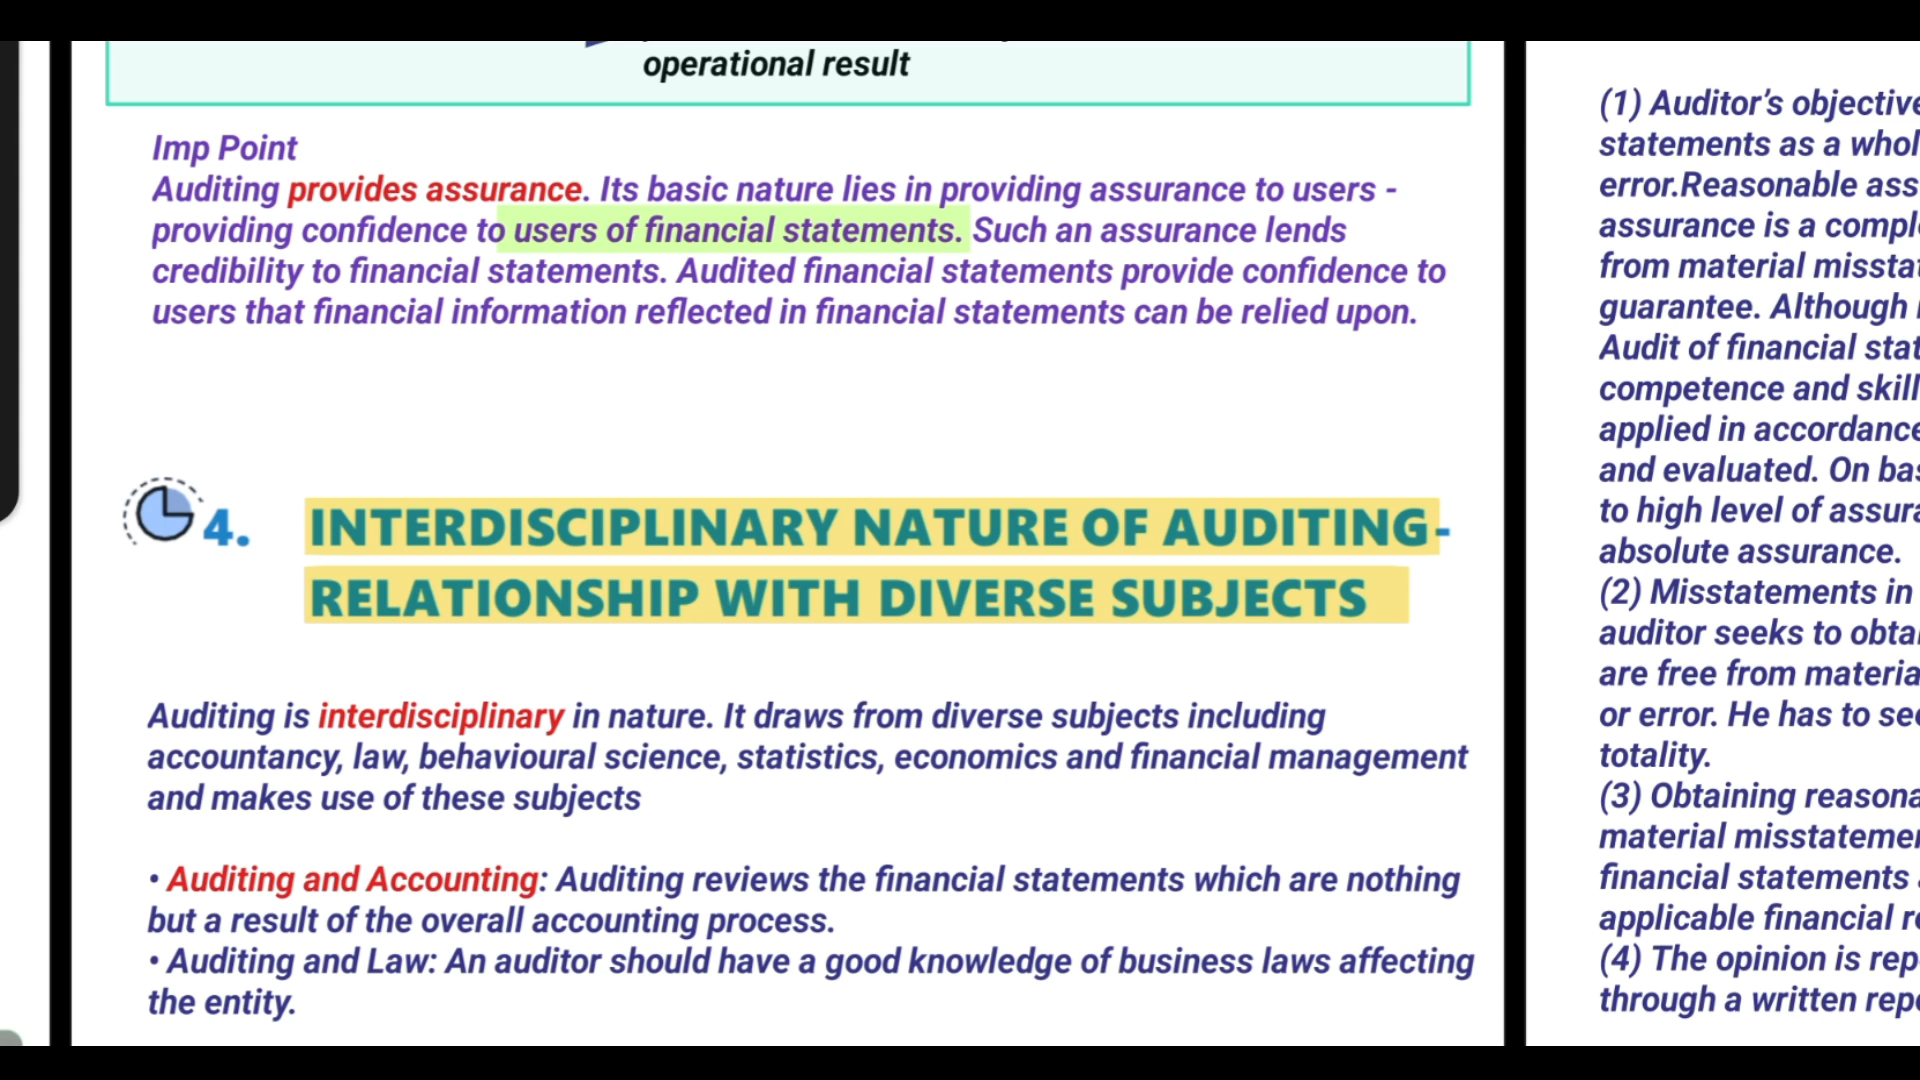 operational result
Imp Point
Auditing provides assurance. Its basic nature lies in providing assurance to users -
providing confidence to users of financial statements. Such an assurance lends
credibility to financial statements. Audited financial statements provide confidence to
users that financial information reflected in financial statements can be relied upon.
4. INTERDISCIPLINARY NATURE OF AUDITING-
RELATIONSHIP WITH DIVERSE SUBJECTS
Auditing is interdisciplinary in nature. It draws from diverse subjects including
accountancy, law, behavioural science, statistics, economics and financial management
and makes use of these subjects
• Auditing and Accounting: Auditing reviews the financial statements which are nothing
but a result of the overall accounting process.
• Auditing and Law: An auditor should have a good knowledge of business laws affecting
the entity.
(1) Auditor's
statements as a
error.Reasonable
assurance is a
from material
guarantee. Although
Audit of financial
competence and
applied in
and evaluated. On
to high level of
absolute assurance.
(2) Misstatements in
auditor seeks to
are free from
or error. He has to
totality.
(3) Obtaining
material
financial statements
applicable financial
(4) The opinion is
through a written